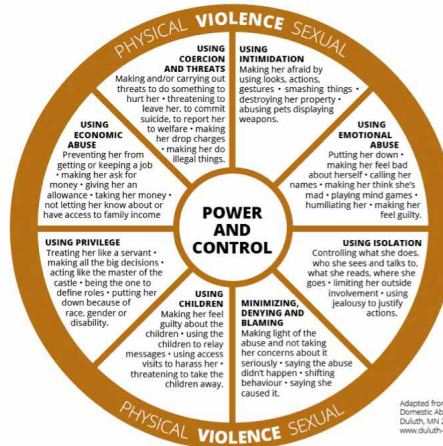 PHYSICAL VIOLENCE SEXUAL
USING
COERCION
AND THREATS
Making and/or carrying out
threats to do something to
hurt her • threatening to
leave her, to commit
suicide, to report her
to welfare • making
her drop charges
• making her do
illegal things.
USING
INTIMIDATION
Making her afraid by
using looks, actions,
gestures • smashing things •
destroying her property •
abusing pets displaying
weapons.
USING
EMOTIONAL
ABUSE
Putting her down •
making her feel bad
about herself • calling her
names • making her think she's
mad • playing mind games •
humiliating her • making her
feel guilty.
USING ISOLATION
Controlling what she does,
who she sees and talks to,
what she reads, where she
goes • limiting her outside
involvement • using
jealousy to justify
actions.
MINIMIZING,
DENYING AND
BLAMING
Making light of the
abuse and not taking
her concerns about it
seriously • saying the abuse
didn't happen • shifting
behaviour • saying she
caused it.
USING
CHILDREN
Making her feel
guilty about the
children • using the
children to relay
messages • using access
visits to harass her •
threatening to take the
children away.
USING PRIVILEGE
Treating her like a servant •
making all the big decisions •
acting like the master of the
castle • being the one to
define roles • putting her
down because of
race, gender or
disability.
USING
ECONOMIC
ABUSE
Preventing her from
getting or keeping a job
• making her ask for
money • giving her an
allowance • taking her money •
not letting her know about or
have access to family income
POWER
AND
CONTROL
PHYSICAL VIOLENCE SEXUAL
Adapted from
Domestic Ab
Duluth, MN
www.duluth-